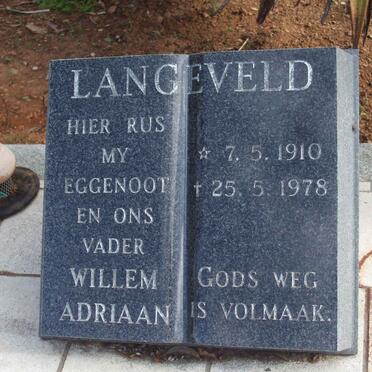 LANGEVELD
HIER RUS
MY
EGGENOOT
EN ONS
VADER
WILLEM
ADRIAAN
☆ 7. 5. 1910
† 25. 5. 1978
GODS WEG
IS VOLMAAK.